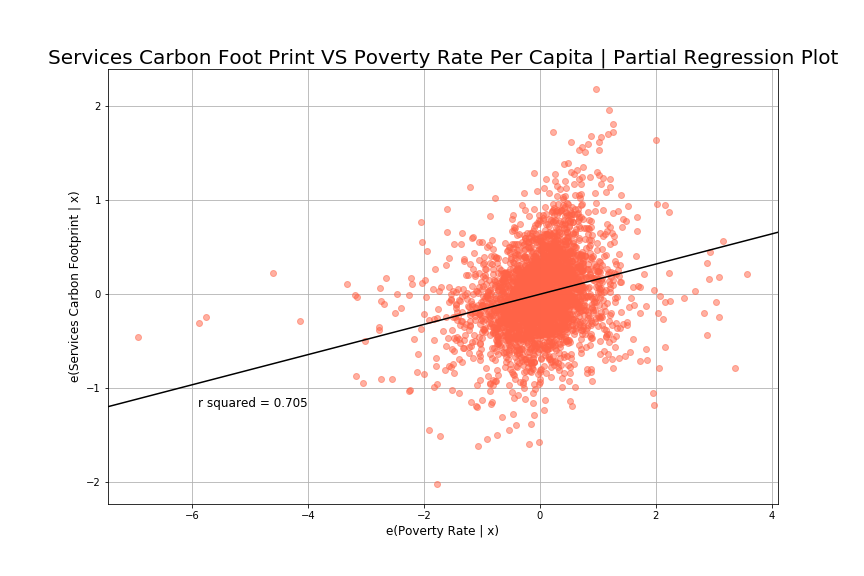 Services Carbon Foot Print VS Poverty Rate Per Capita | Partial Regression Plot
2
1
0
−1
−2
e(Services Carbon Footprint | x)
r squared = 0.705
−6 −4 −2 0 2 4
e(Poverty Rate | x)